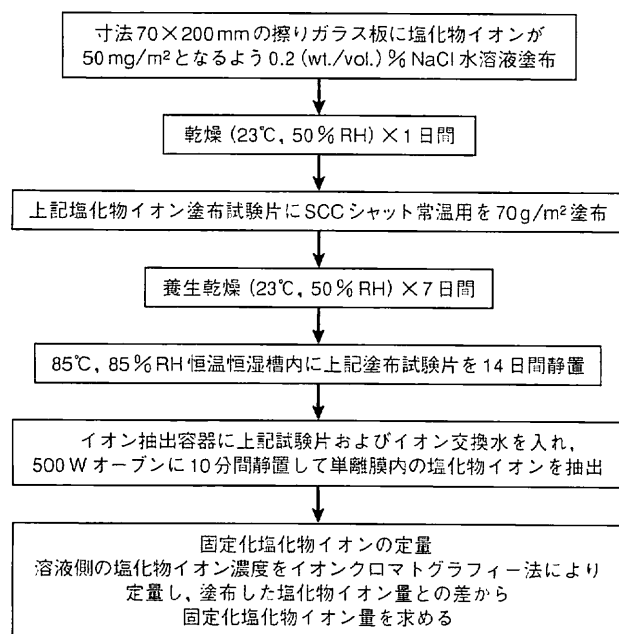 寸法70×200mmの擦りガラス板に塩化物イオンが
50mg/m²となるよう0.2(wt./vol.)%NaCl水溶液塗布
乾燥(23℃,50%RH)×1日間
上記塩化物イオン塗布試験片にSCCシャット常温用を70g/m²塗布
養生乾燥(23℃,50%RH)×7日間
85℃,85%RH恒温恒湿槽内に上記塗布試験片を14日間静置
イオン抽出容器に上記試験片およびイオン交換水を入れ,
500Wオーブンに10分間静置して単離膜内の塩化物イオンを抽出
固定化塩化物イオンの定量
溶液側の塩化物イオン濃度をイオンクロマトグラフィー法により
定量し,塗布した塩化物イオン量との差から
固定化塩化物イオン量を求める